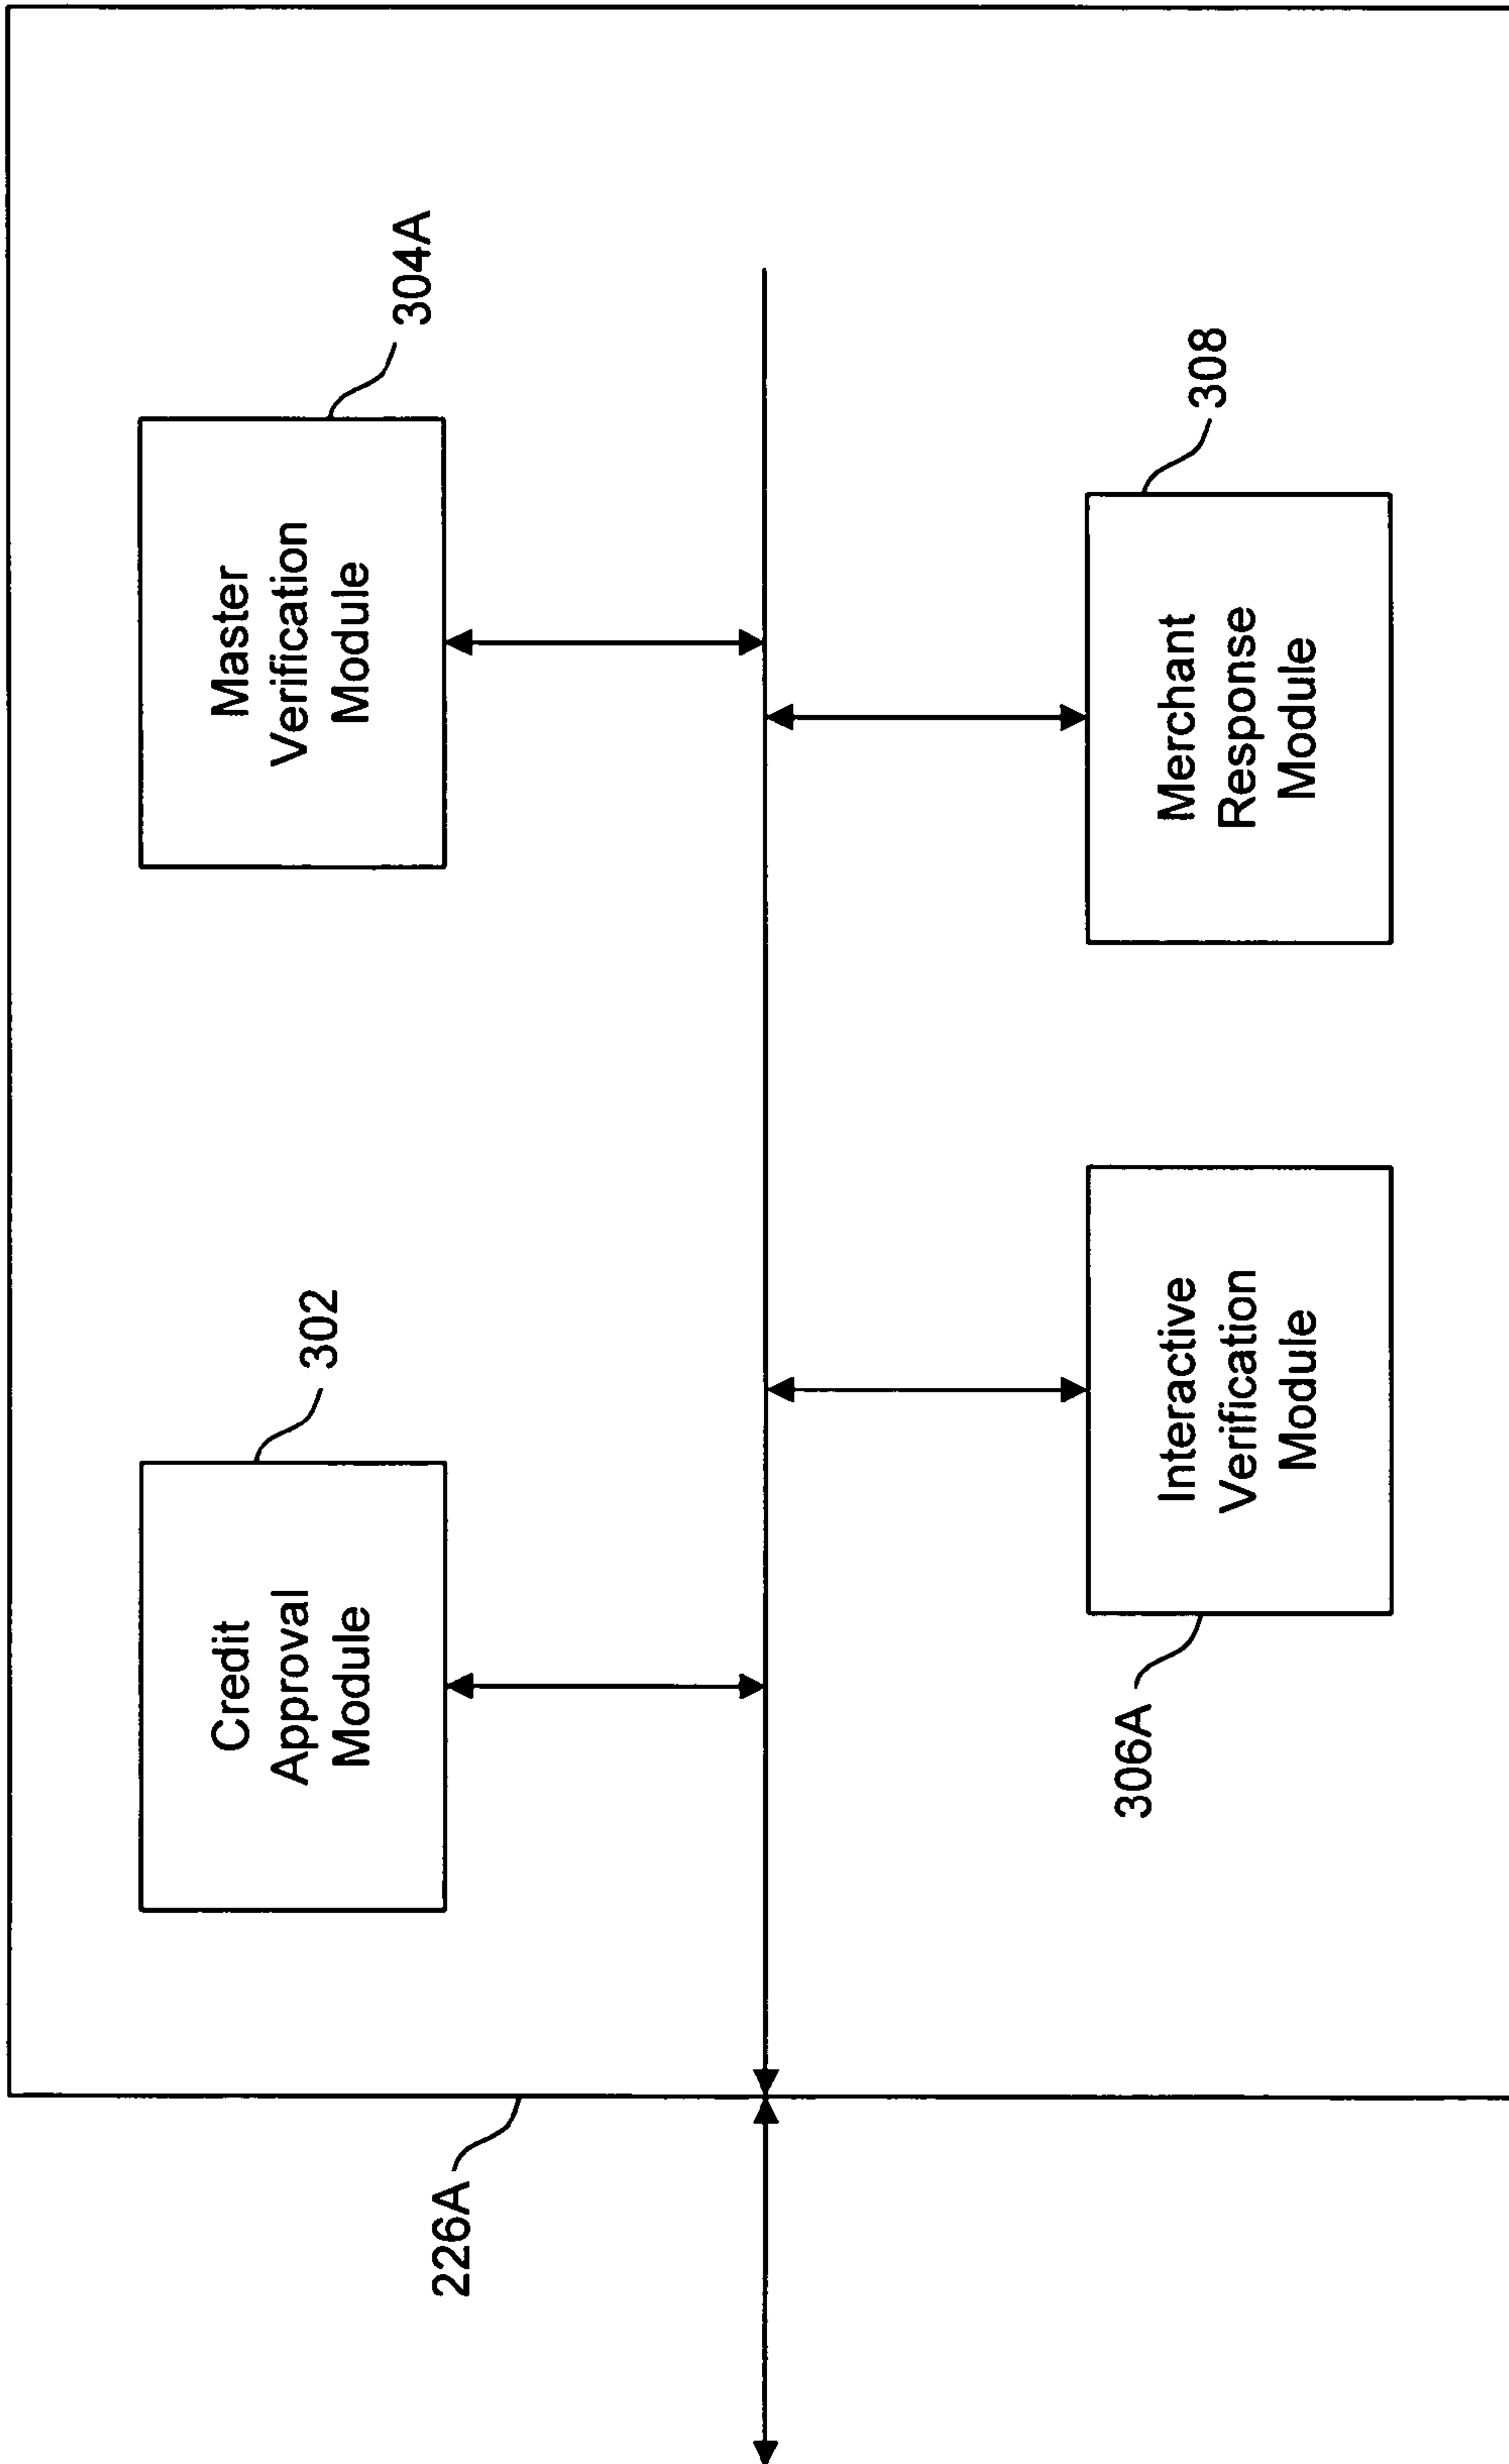 Credit
Approval
Module
302
Master
Verification
Module
304A
226A
306A
Interactive
Verification
Module
Merchant
Response
Module
308